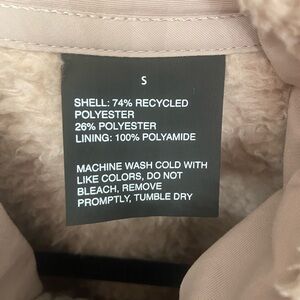 S
SHELL: 74% RECYCLED
POLYESTER
26% POLYESTER
LINING: 100% POLYAMIDE
MACHINE WASH COLD WITH
LIKE COLORS, DO NOT
BLEACH, REMOVE
PROMPTLY, TUMBLE DRY